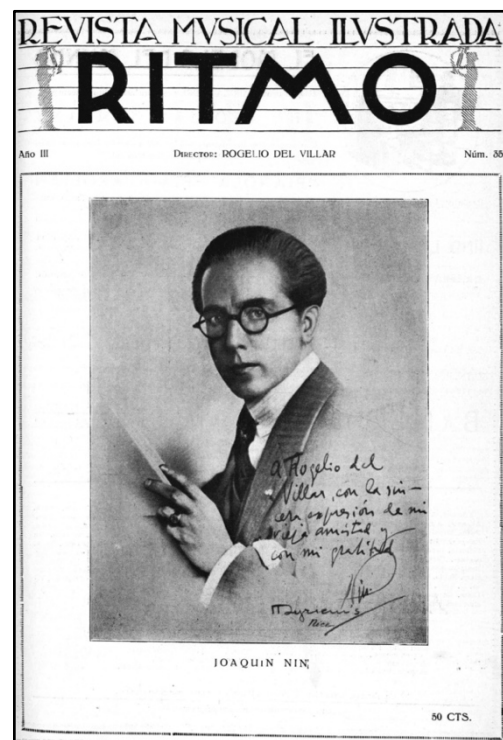 REVISTA MVSICAL ILVSTRADA
RITMO
Año III
DIRECTOR: ROGELIO DEL VILLAR
Núm. 35
A Rogelio del
Villar, con la sin-
cera expresión de mi
vieja amistad y
con mi gratitud
Nin
JOAQUIN NIN
50 CTS.